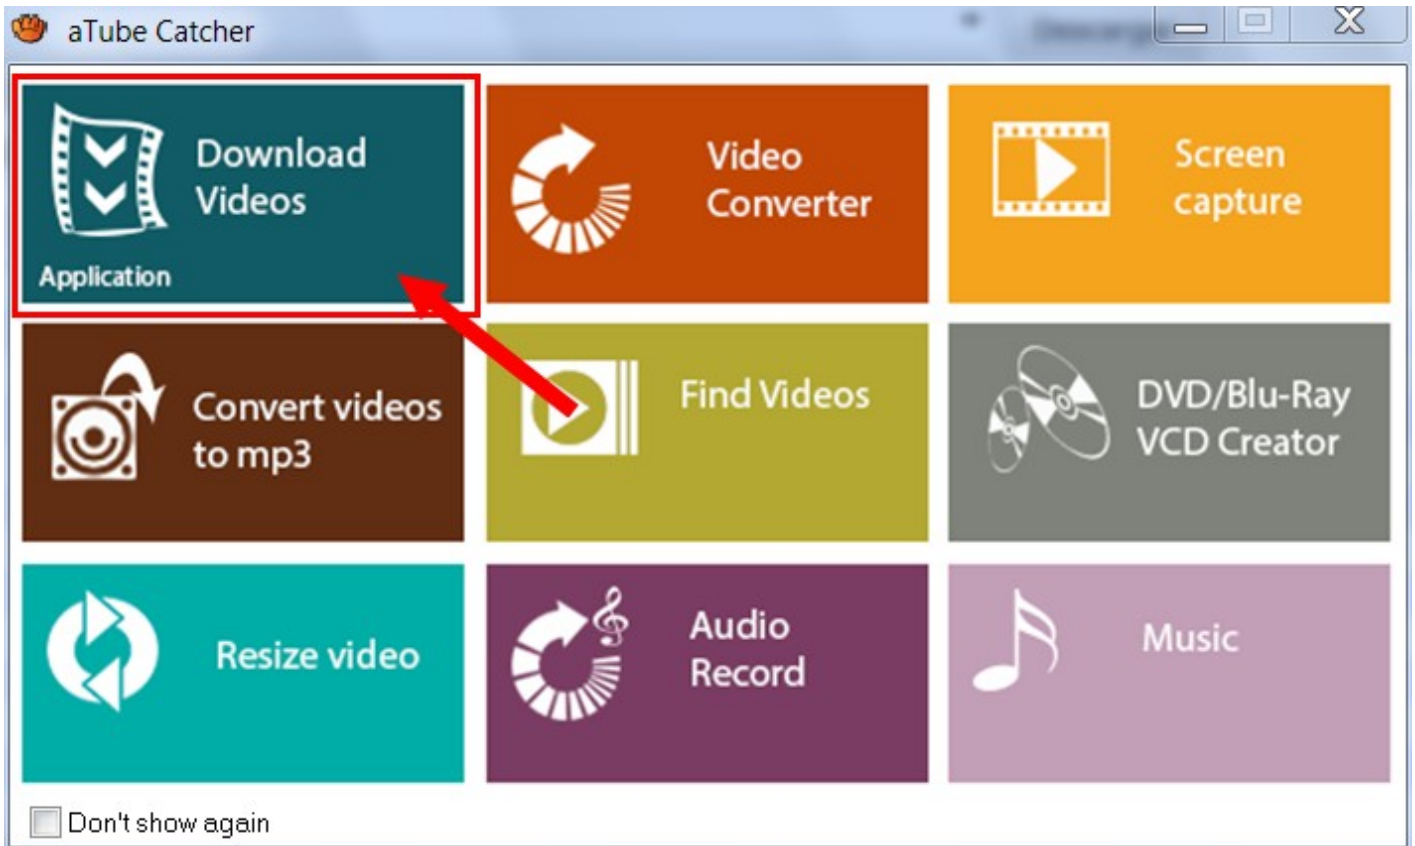 aTube Catcher
Download
Videos
Application
Video
Converter
Screen
capture
Convert videos
to mp3
Find Videos
DVD/Blu-Ray
VCD Creator
Resize video
Audio
Record
Music
Don't show again